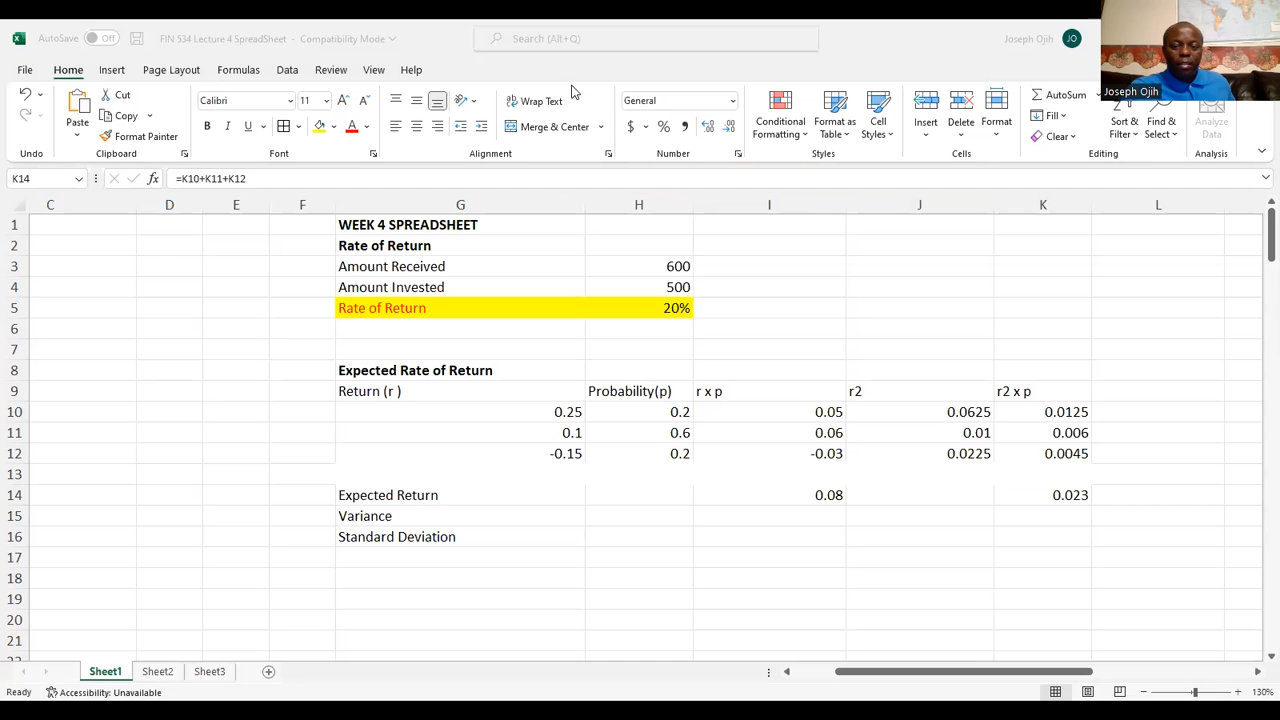 AutoSave Off FIN 534 Lecture 4 SpreadSheet - Compatibility Mode Search (Alt+Q) Joseph Ojih JO
Joseph Ojih
File Home Insert Page Layout Formulas Data Review View Help
Cut Calibri 11 Wrap Text General AutoSum
Paste Copy Conditional Formatting Format as Table Cell Styles Insert Delete Format Fill Sort & Filter Find & Select Analyze Data
Format Painter B I U A Merge & Center $ % Clear
Undo Clipboard Font Alignment Number Styles Cells Editing Analysis
K14 fx =K10+K11+K12
C D E F G H I J K L
1 WEEK 4 SPREADSHEET
2 Rate of Return
3 Amount Received 600
4 Amount Invested 500
5 Rate of Return 20%
6
7
8 Expected Rate of Return
9 Return (r ) Probability(p) r x p r2 r2 x p
10 0.25 0.2 0.05 0.0625 0.0125
11 0.1 0.6 0.06 0.01 0.006
12 -0.15 0.2 -0.03 0.0225 0.0045
13
14 Expected Return 0.08 0.023
15 Variance
16 Standard Deviation
17
18
19
20
21
Sheet1 Sheet2 Sheet3
Ready Accessibility: Unavailable 130%